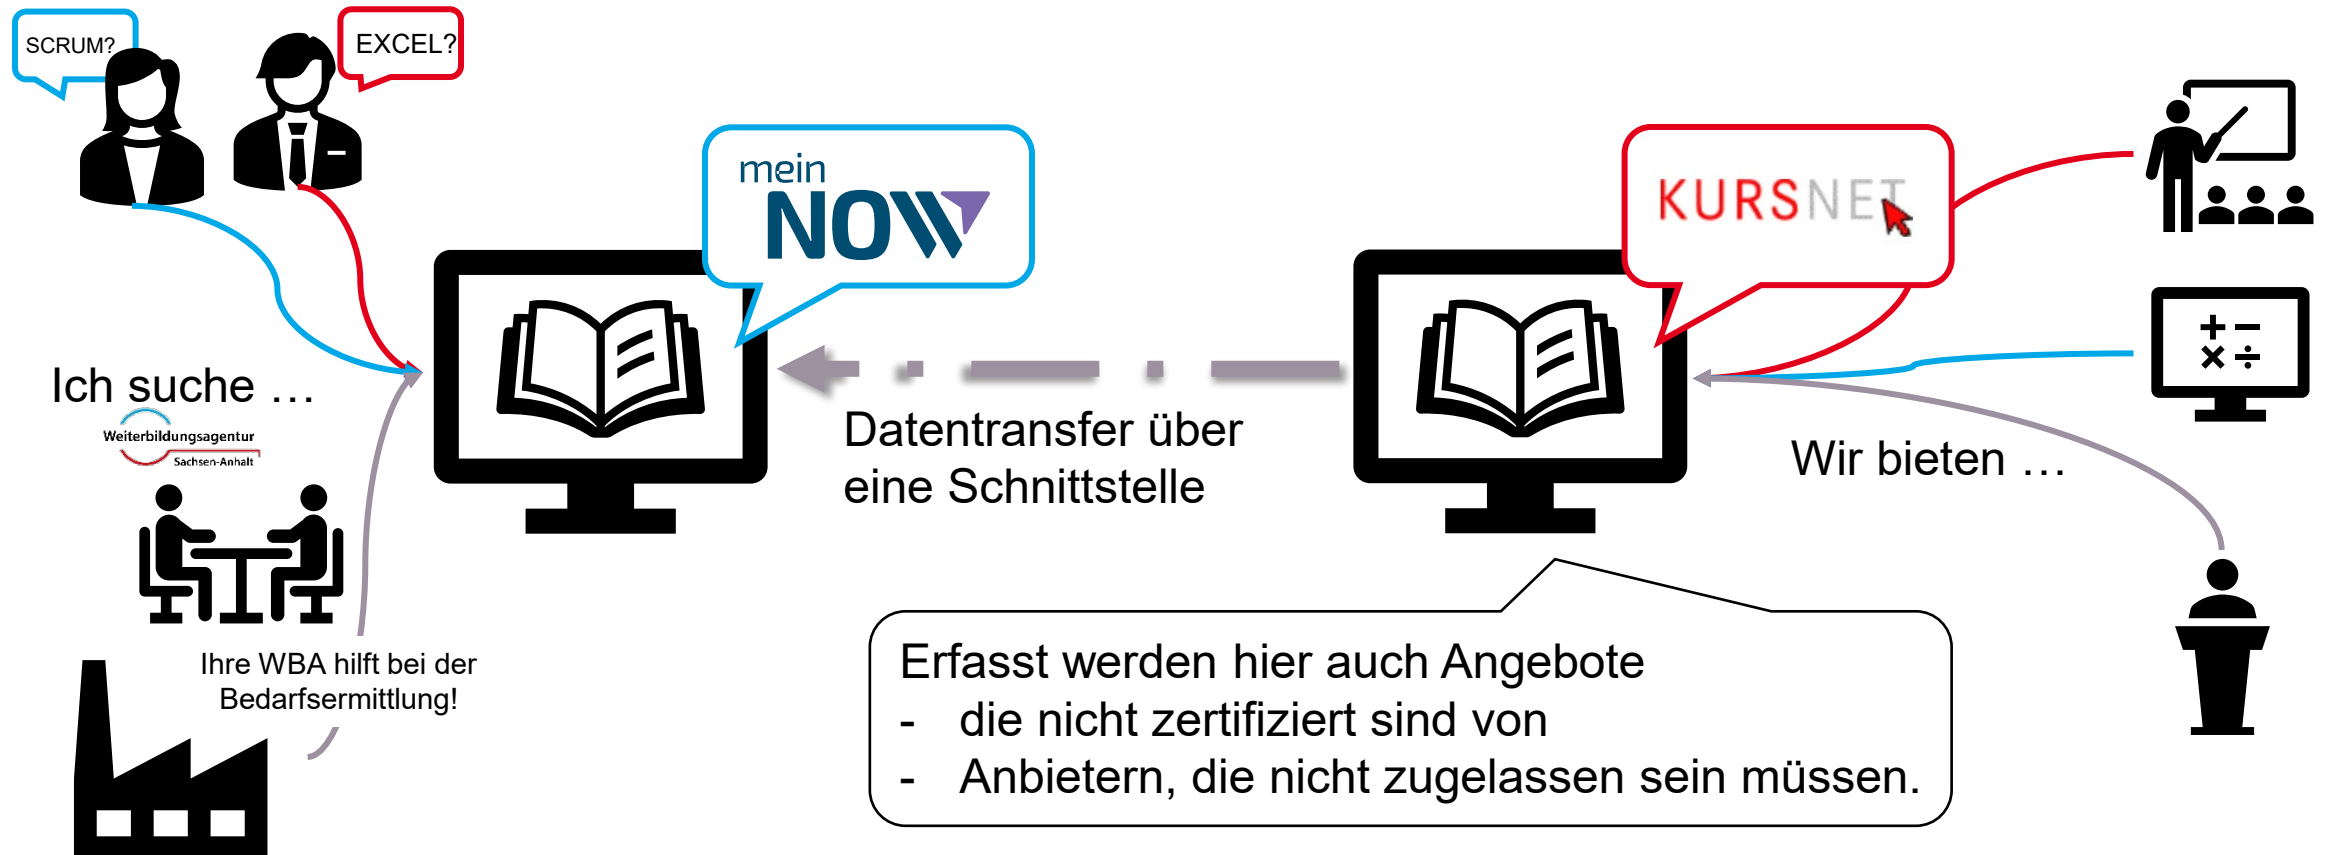 SCRUM?
EXCEL?
mein
NOW
KURSNET
Ich suche …
Weiterbildungsagentur
Sachsen-Anhalt
Datentransfer über
eine Schnittstelle
Wir bieten …
Ihre WBA hilft bei der
Bedarfsermittlung!
Erfasst werden hier auch Angebote
- die nicht zertifiziert sind von
- Anbietern, die nicht zugelassen sein müssen.